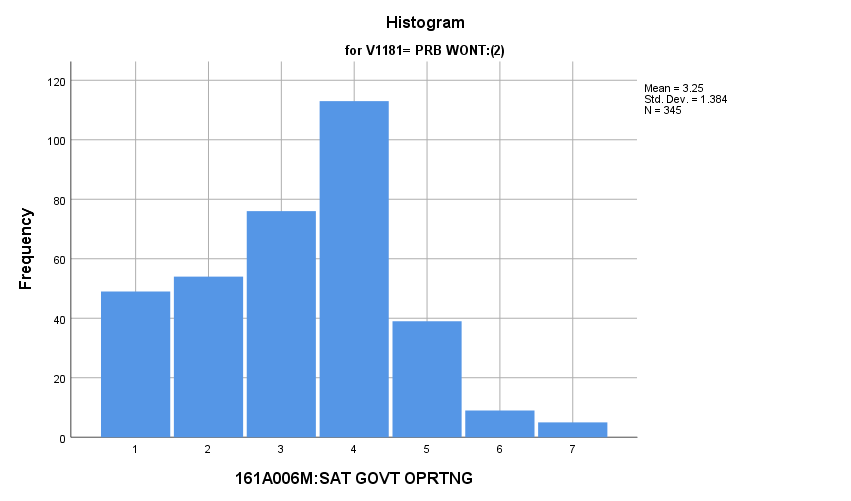 Histogram
for V1181= PRB WONT:(2)
Mean = 3.25
Std. Dev. = 1.384
N = 345
120
100
80
60
40
20
0
Frequency
1 2 3 4 5 6 7
161A006M:SAT GOVT OPRTNG